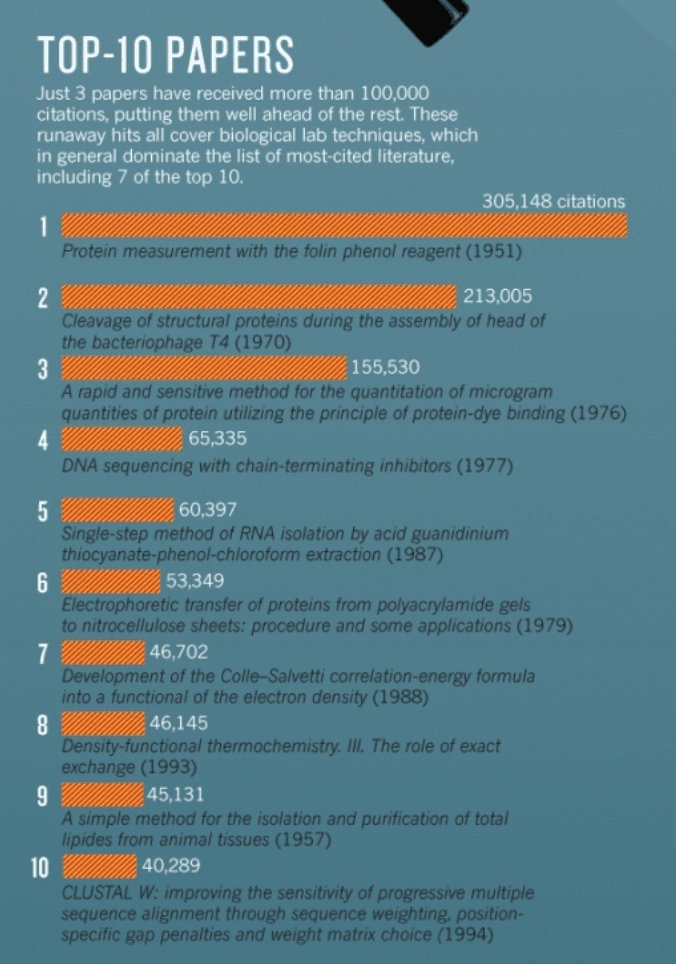 TOP-10 PAPERS
Just 3 papers have received more than 100,000
citations, putting them well ahead of the rest. These
runaway hits all cover biological lab techniques, which
in general dominate the list of most-cited literature,
including 7 of the top 10.
305,148 citations
1
Protein measurement with the folin phenol reagent (1951)
2 213,005
Cleavage of structural proteins during the assembly of head of
the bacteriophage T4 (1970)
3 155,530
A rapid and sensitive method for the quantitation of microgram
quantities of protein utilizing the principle of protein-dye binding (1976)
4 65,335
DNA sequencing with chain-terminating inhibitors (1977)
5 60,397
Single-step method of RNA isolation by acid guanidinium
thiocyanate-phenol-chloroform extraction (1987)
6 53,349
Electrophoretic transfer of proteins from polyacrylamide gels
to nitrocellulose sheets: procedure and some applications (1979)
7 46,702
Development of the Colle–Salvetti correlation-energy formula
into a functional of the electron density (1988)
8 46,145
Density-functional thermochemistry. III. The role of exact
exchange (1993)
9 45,131
A simple method for the isolation and purification of total
lipides from animal tissues (1957)
10 40,289
CLUSTAL W: improving the sensitivity of progressive multiple
sequence alignment through sequence weighting, position-
specific gap penalties and weight matrix choice (1994)